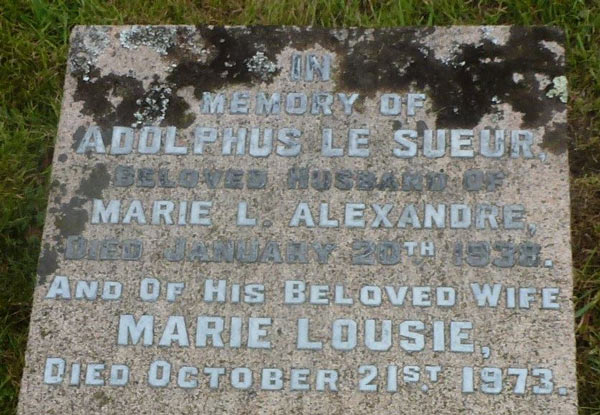 IN
MEMORY OF
ADOLPHUS LE SUEUR,
BELOVED HUSBAND OF
MARIE L. ALEXANDRE,
DIED JANUARY 20TH 1938.
AND OF HIS BELOVED WIFE
MARIE LOUSIE,
DIED OCTOBER 21ST. 1973.